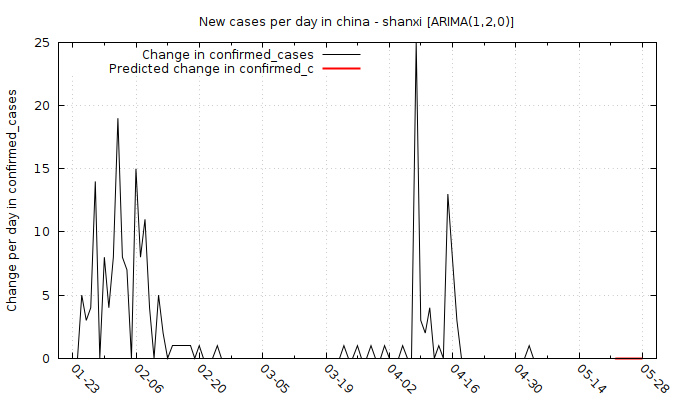 New cases per day in china - shanxi [ARIMA(1,2,0)]
Change in confirmed_cases
Predicted change in confirmed_c
Change per day in confirmed_cases
25
20
15
10
5
0
01-23 02-06 02-20 03-05 03-19 04-02 04-16 04-30 05-14 05-28